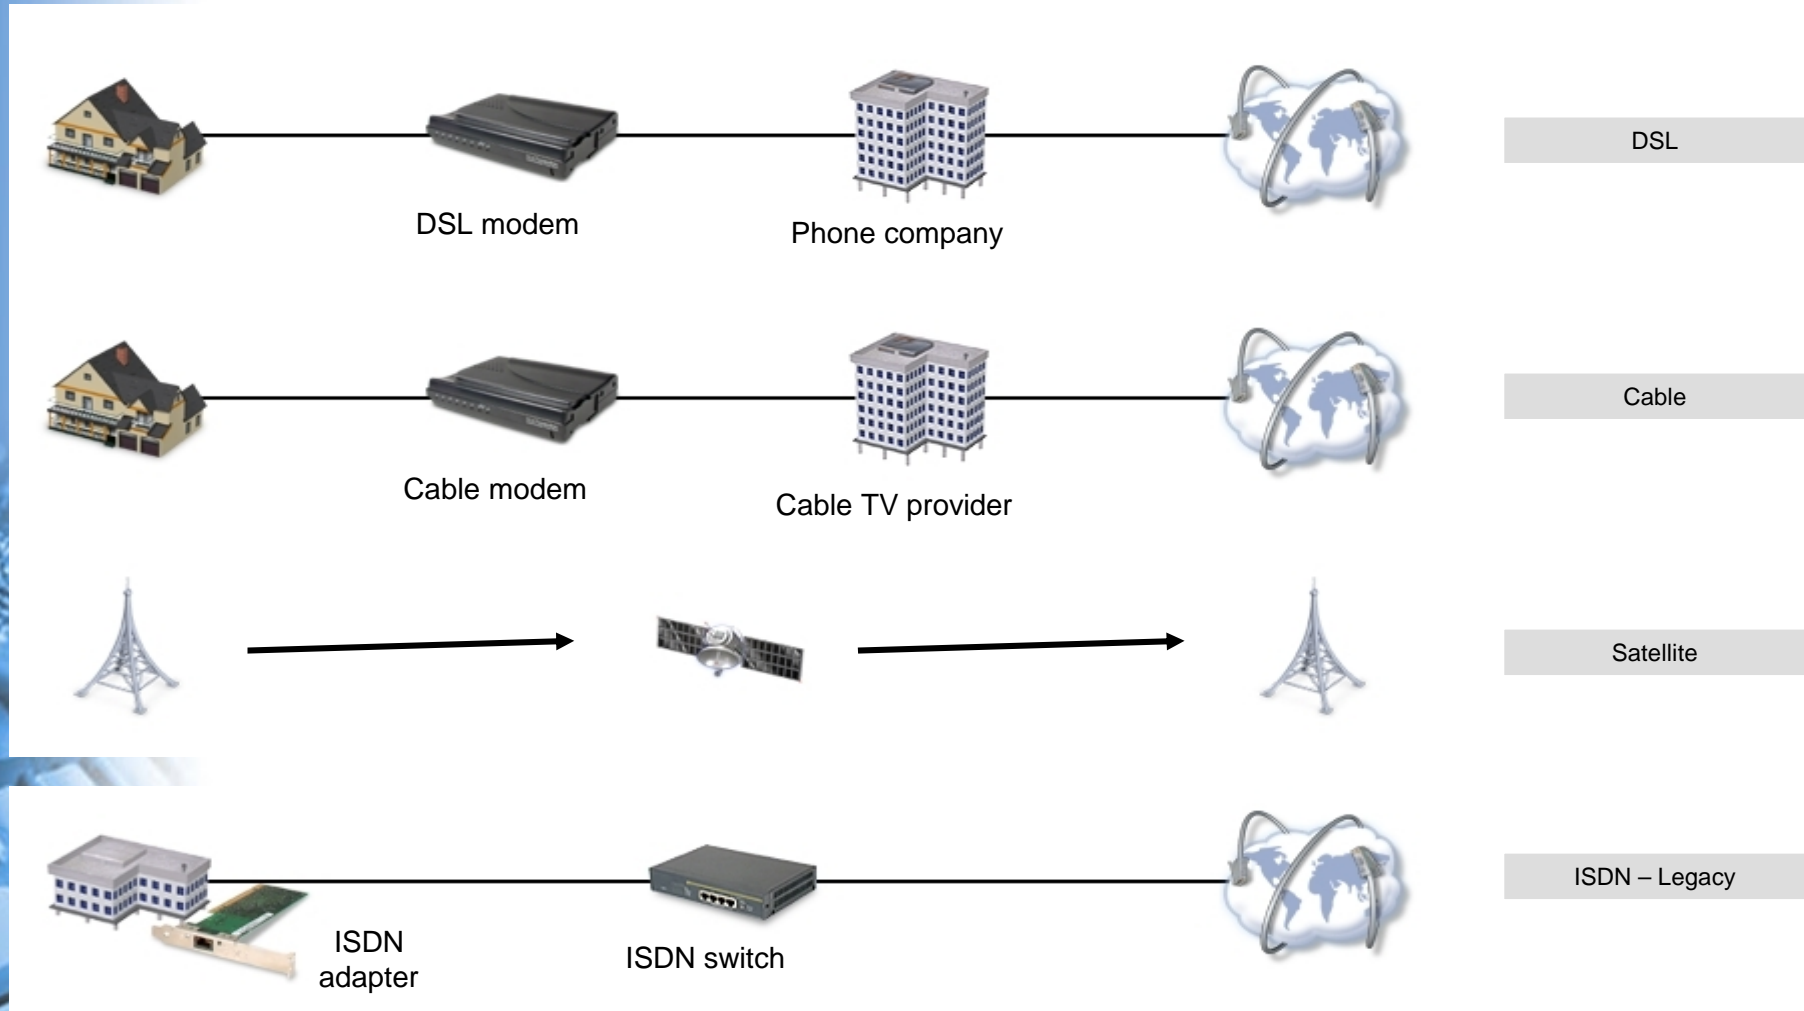 DSL
DSL modem
Phone company
Cable
Cable modem
Cable TV provider
Satellite
ISDN – Legacy
ISDN
adapter
ISDN switch